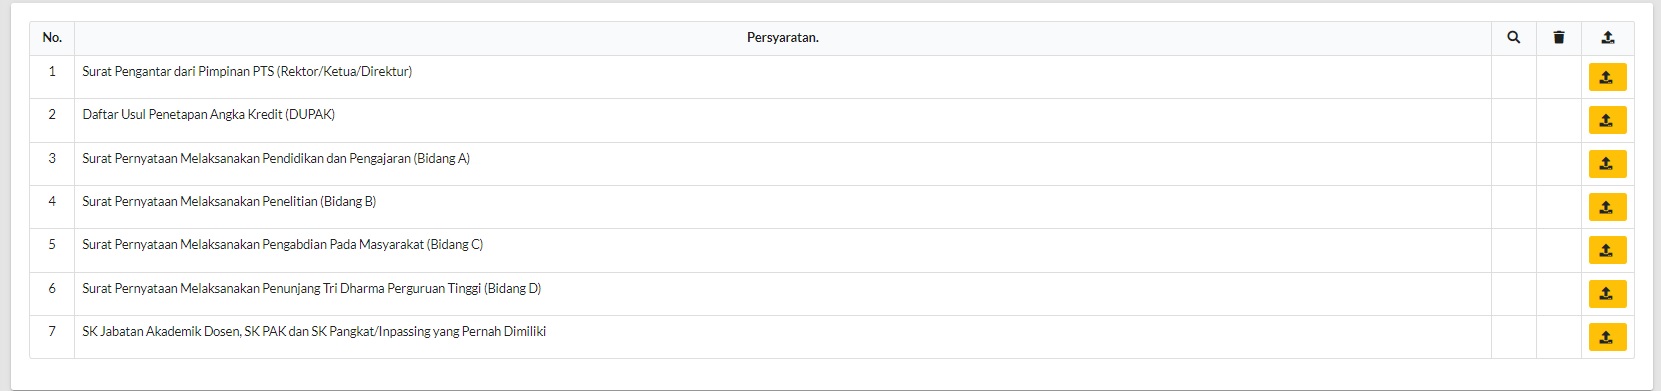 No. Persyaratan.
1 Surat Pengantar dari Pimpinan PTS (Rektor/Ketua/Direktur)
2 Daftar Usul Penetapan Angka Kredit (DUPAK)
3 Surat Pernyataan Melaksanakan Pendidikan dan Pengajaran (Bidang A)
4 Surat Pernyataan Melaksanakan Penelitian (Bidang B)
5 Surat Pernyataan Melaksanakan Pengabdian Pada Masyarakat (Bidang C)
6 Surat Pernyataan Melaksanakan Penunjang Tri Dharma Perguruan Tinggi (Bidang D)
7 SK Jabatan Akademik Dosen, SK PAK dan SK Pangkat/Inpassing yang Pernah Dimiliki